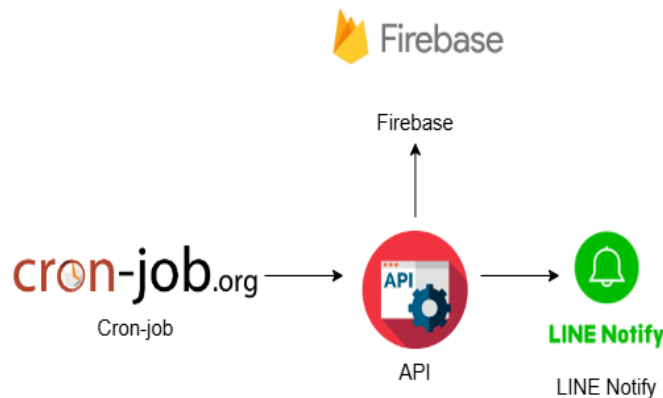 Firebase
Firebase
cron-job.org
Cron-job
API
API
LINE Notify
LINE Notify